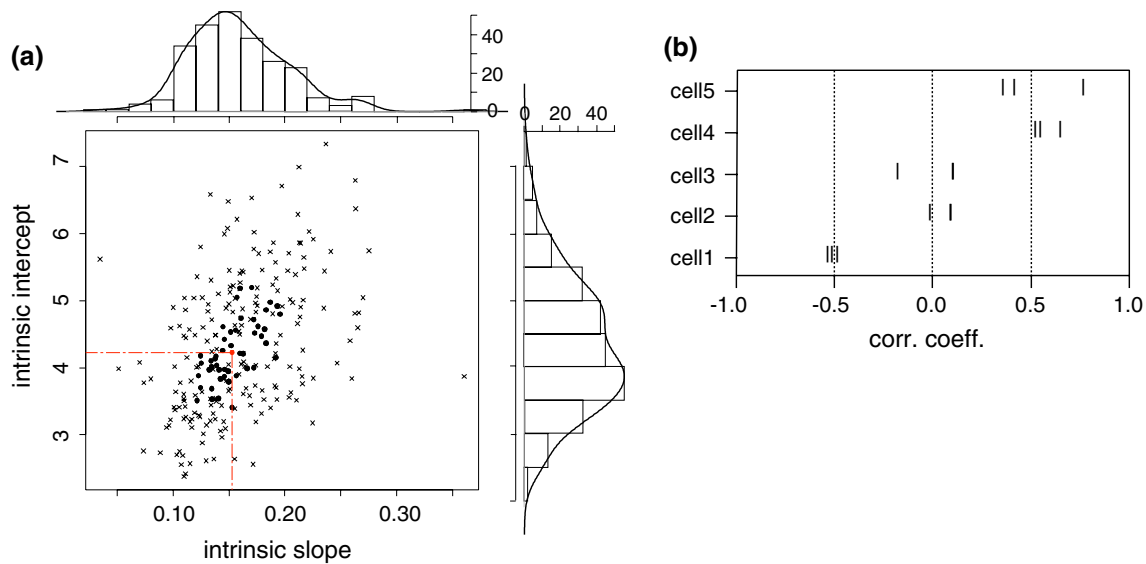 (a)
40
20
0
0 20 40
7
6
5
4
3
intrinsic intercept
0.10 0.20 0.30
intrinsic slope
(b)
cell5
cell4
cell3
cell2
cell1
-1.0 -0.5 0.0 0.5 1.0
corr. coeff.